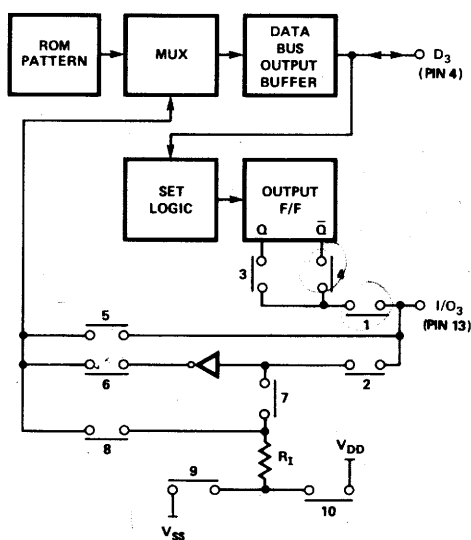 ROM
PATTERN
MUX
DATA
BUS
OUTPUT
BUFFER
D3
(PIN 4)
SET
LOGIC
OUTPUT
F/F
Q
Q̅
3
4
1
I/O3
(PIN 13)
5
6
2
7
8
RI
VDD
9
10
VSS